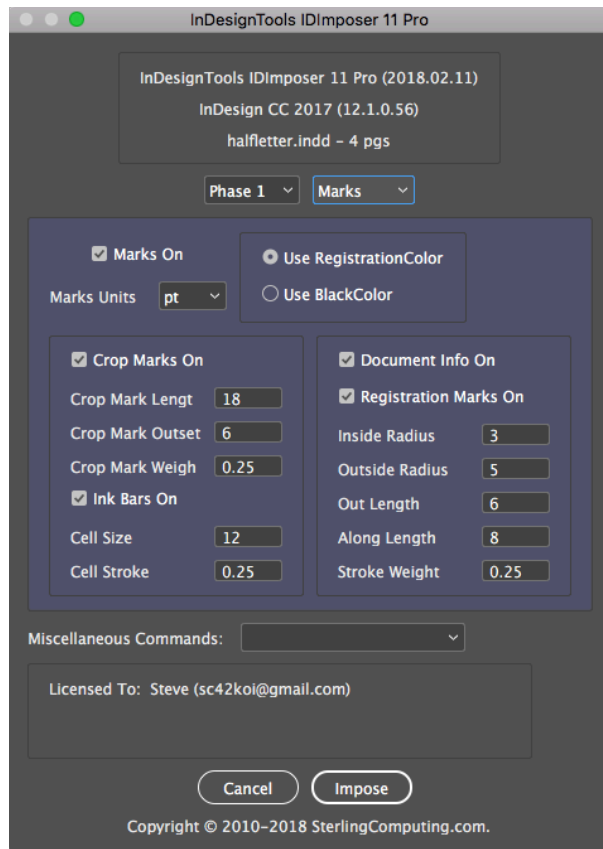 InDesignTools IDImposer 11 Pro
InDesignTools IDImposer 11 Pro (2018.02.11)
InDesign CC 2017 (12.1.0.56)
halfletter.indd – 4 pgs
Phase 1 Marks
Marks On
Marks Units pt
Use RegistrationColor
Use BlackColor
Crop Marks On
Crop Mark Lengt 18
Crop Mark Outset 6
Crop Mark Weigh 0.25
Ink Bars On
Cell Size 12
Cell Stroke 0.25
Document Info On
Registration Marks On
Inside Radius 3
Outside Radius 5
Out Length 6
Along Length 8
Stroke Weight 0.25
Miscellaneous Commands:
Licensed To: Steve (sc42koi@gmail.com)
Cancel Impose
Copyright © 2010–2018 SterlingComputing.com.